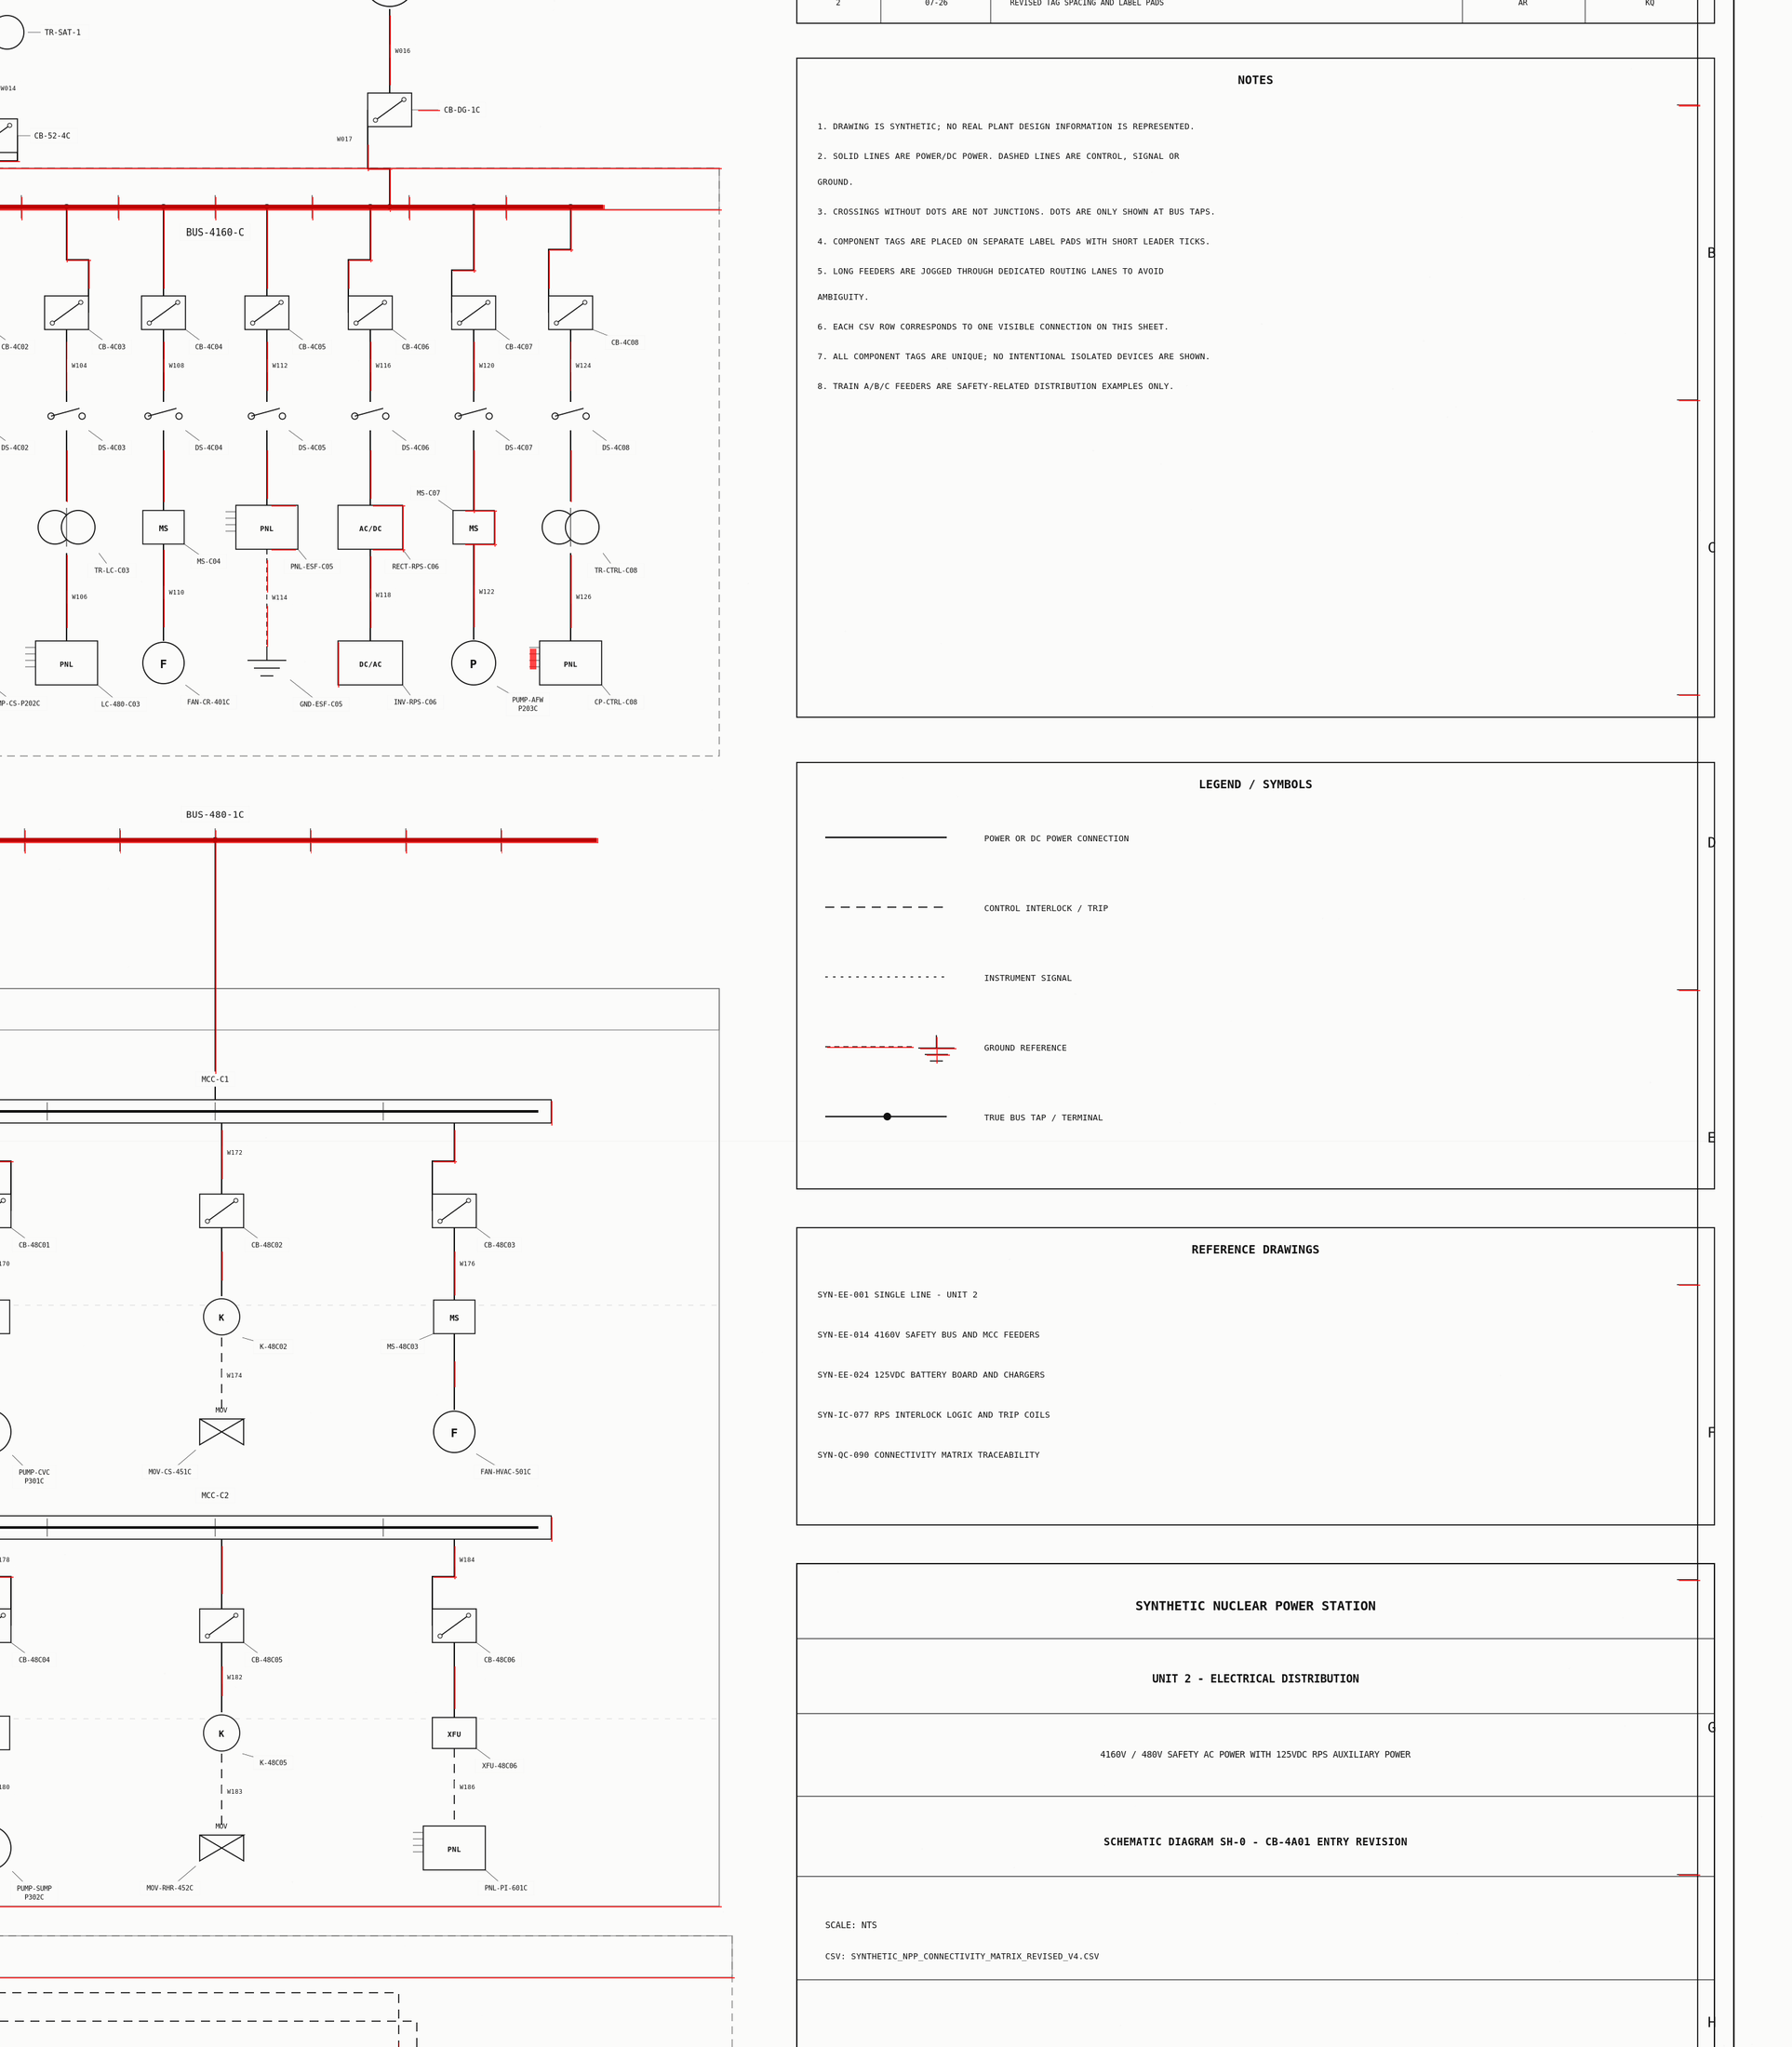 2 07-26 REVISED TAG SPACING AND LABEL PADS AR KQ
TR-SAT-1
W016
W014
CB-DG-1C
CB-52-4C
W017
BUS-4160-C
CB-4C02 CB-4C03 CB-4C04 CB-4C05 CB-4C06 CB-4C07 CB-4C08
W104 W108 W112 W116 W120 W124
DS-4C02 DS-4C03 DS-4C04 DS-4C05 DS-4C06 DS-4C07 DS-4C08
MS-C07
MS PNL AC/DC MS
TR-LC-C03 MS-C04 PNL-ESF-C05 RECT-RPS-C06 TR-CTRL-C08
W106 W110 W114 W118 W122 W126
PNL F DC/AC P PNL
MP-CS-P202C LC-480-C03 FAN-CR-401C GND-ESF-C05 INV-RPS-C06 PUMP-AFW CP-CTRL-C08
P203C
BUS-480-1C
MCC-C1
W172
CB-48C01 CB-48C02 CB-48C03
170 W176
K MS
K-48C02 MS-48C03
W174
MOV
F
PUMP-CVC MOV-CS-451C FAN-HVAC-501C
P301C
MCC-C2
178 W184
CB-48C04 CB-48C05 CB-48C06
W182
K XFU
K-48C05 XFU-48C06
180 W183 W186
MOV
PNL
PUMP-SUMP MOV-RHR-452C PNL-PI-601C
P302C
NOTES
1. DRAWING IS SYNTHETIC; NO REAL PLANT DESIGN INFORMATION IS REPRESENTED.
2. SOLID LINES ARE POWER/DC POWER. DASHED LINES ARE CONTROL, SIGNAL OR
GROUND.
3. CROSSINGS WITHOUT DOTS ARE NOT JUNCTIONS. DOTS ARE ONLY SHOWN AT BUS TAPS.
4. COMPONENT TAGS ARE PLACED ON SEPARATE LABEL PADS WITH SHORT LEADER TICKS.
5. LONG FEEDERS ARE JOGGED THROUGH DEDICATED ROUTING LANES TO AVOID
AMBIGUITY.
6. EACH CSV ROW CORRESPONDS TO ONE VISIBLE CONNECTION ON THIS SHEET.
7. ALL COMPONENT TAGS ARE UNIQUE; NO INTENTIONAL ISOLATED DEVICES ARE SHOWN.
8. TRAIN A/B/C FEEDERS ARE SAFETY-RELATED DISTRIBUTION EXAMPLES ONLY.
LEGEND / SYMBOLS
POWER OR DC POWER CONNECTION
CONTROL INTERLOCK / TRIP
INSTRUMENT SIGNAL
GROUND REFERENCE
TRUE BUS TAP / TERMINAL
REFERENCE DRAWINGS
SYN-EE-001 SINGLE LINE - UNIT 2
SYN-EE-014 4160V SAFETY BUS AND MCC FEEDERS
SYN-EE-024 125VDC BATTERY BOARD AND CHARGERS
SYN-IC-077 RPS INTERLOCK LOGIC AND TRIP COILS
SYN-QC-090 CONNECTIVITY MATRIX TRACEABILITY
SYNTHETIC NUCLEAR POWER STATION
UNIT 2 - ELECTRICAL DISTRIBUTION
4160V / 480V SAFETY AC POWER WITH 125VDC RPS AUXILIARY POWER
SCHEMATIC DIAGRAM SH-0 - CB-4A01 ENTRY REVISION
SCALE: NTS
CSV: SYNTHETIC_NPP_CONNECTIVITY_MATRIX_REVISED_V4.CSV
B
C
D
E
F
G
H